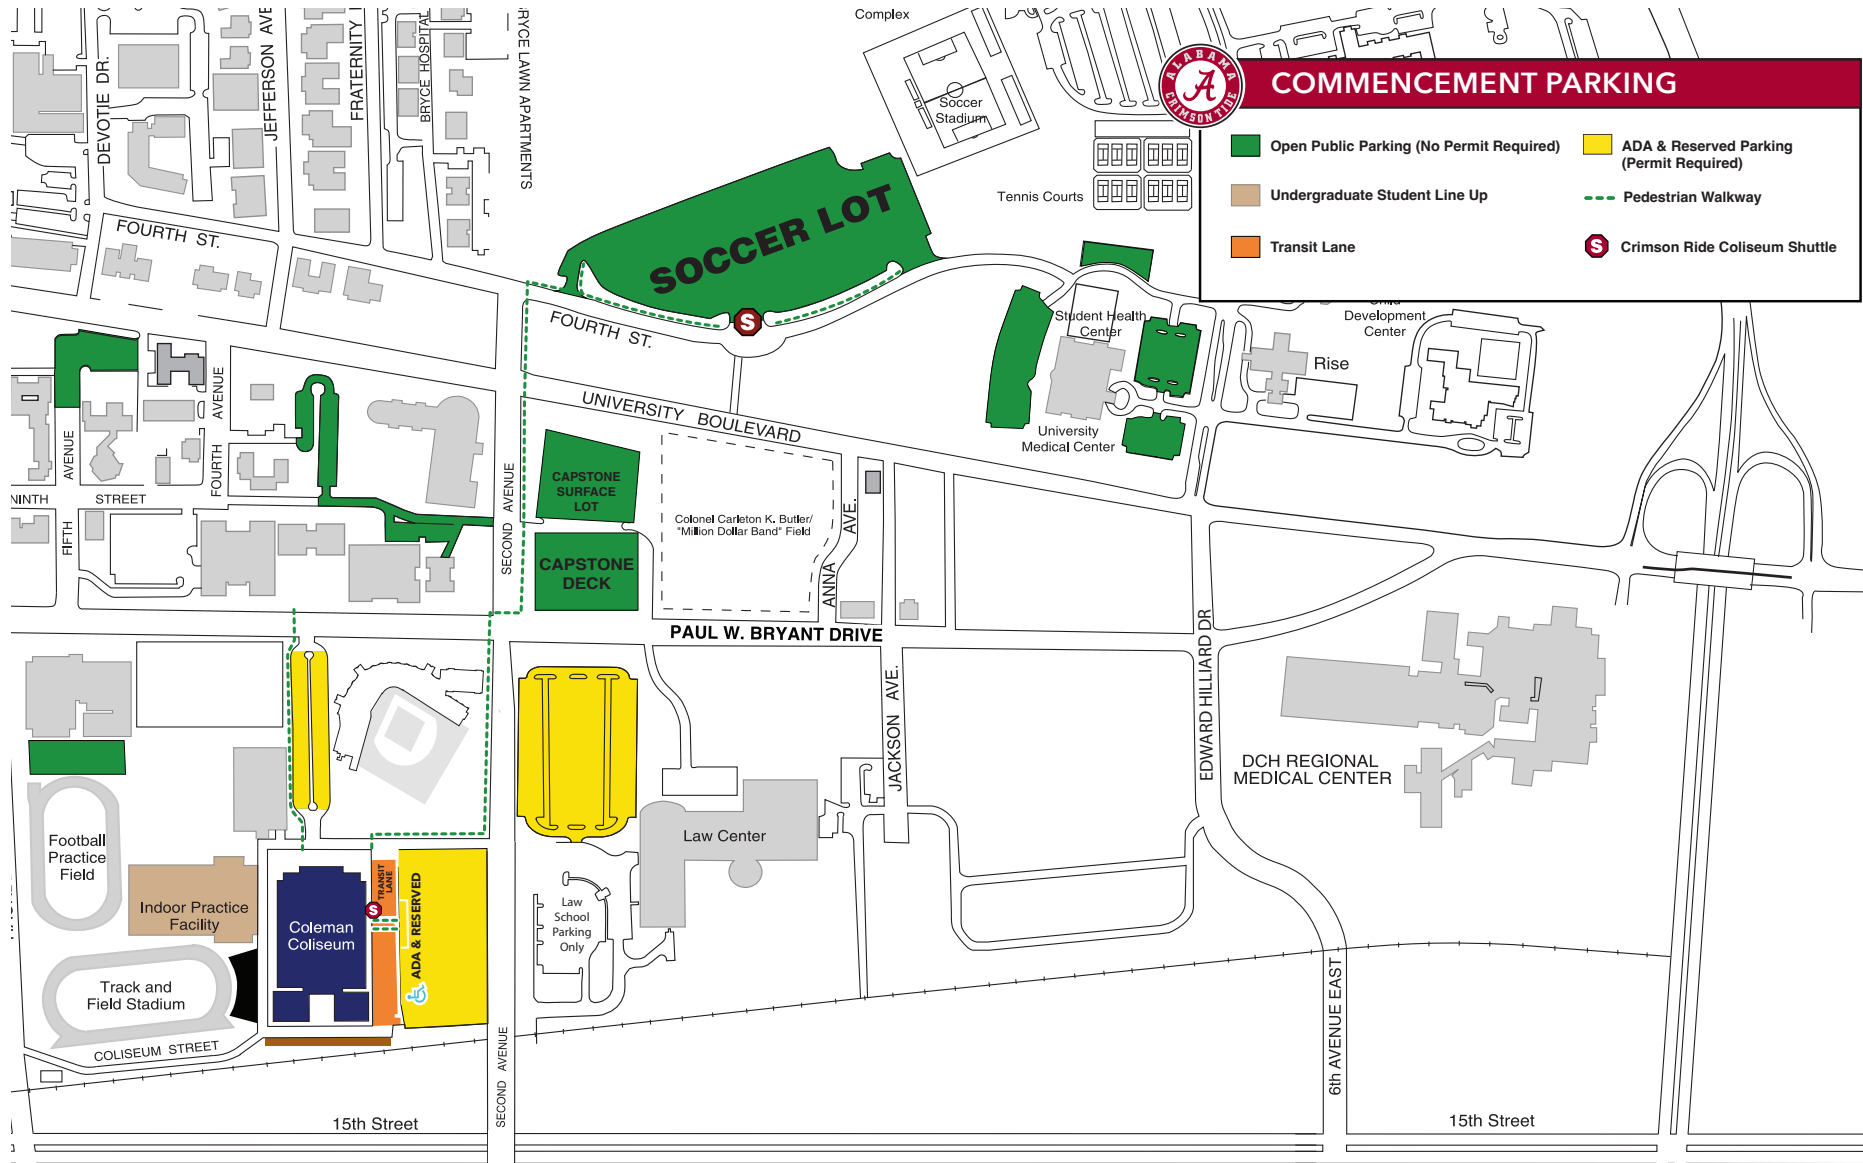 COMMENCEMENT PARKING
ALABAMA
A
CRIMSON TIDE
Open Public Parking (No Permit Required)
Undergraduate Student Line Up
Transit Lane
ADA & Reserved Parking
(Permit Required)
Pedestrian Walkway
S
Crimson Ride Coliseum Shuttle
Complex
Soccer
Stadium
Tennis Courts
DEVOTIE DR.
JEFFERSON AVE
FRATERNITY
BRYCE HOSPITAL
RYCE LAWN APARTMENTS
FOURTH ST.
SOCCER LOT
S
FOURTH ST.
Student Health
Center
Development
Center
Rise
UNIVERSITY BOULEVARD
University
Medical Center
FOURTH AVENUE
FIFTH AVENUE
NINTH STREET
SECOND AVENUE
CAPSTONE
SURFACE
LOT
CAPSTONE
DECK
Colonel Carleton K. Butler/
"Million Dollar Band" Field
ANNA AVE.
PAUL W. BRYANT DRIVE
JACKSON AVE.
EDWARD HILLIARD DR
DCH REGIONAL
MEDICAL CENTER
Law Center
Football
Practice
Field
Indoor Practice
Facility
Coleman
Coliseum
TRANSIT
LANE
S
ADA & RESERVED
Law
School
Parking
Only
Track and
Field Stadium
COLISEUM STREET
SECOND AVENUE
6th AVENUE EAST
15th Street
15th Street